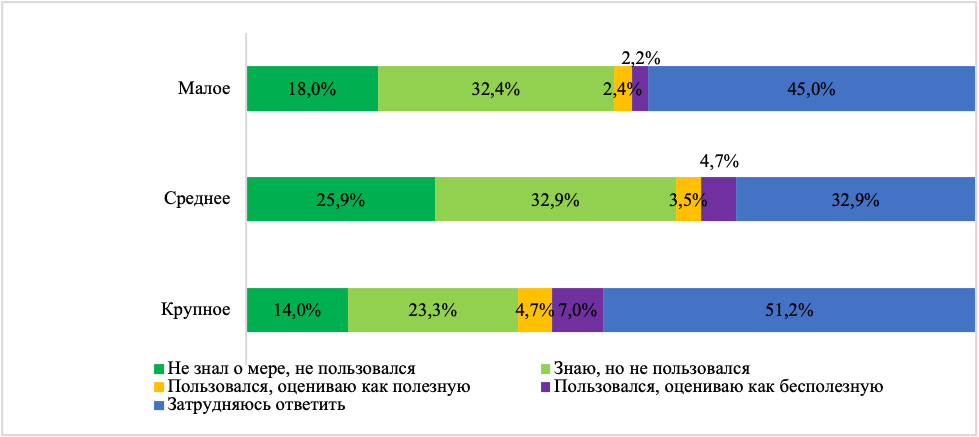 2,2%
Малое 18,0% 32,4% 2,4% 45,0%
4,7%
Среднее 25,9% 32,9% 3,5% 32,9%
Крупное 14,0% 23,3% 4,7% 7,0% 51,2%
Не знал о мере, не пользовался Знаю, но не пользовался
Пользовался, оцениваю как полезную Пользовался, оцениваю как бесполезную
Затрудняюсь ответить